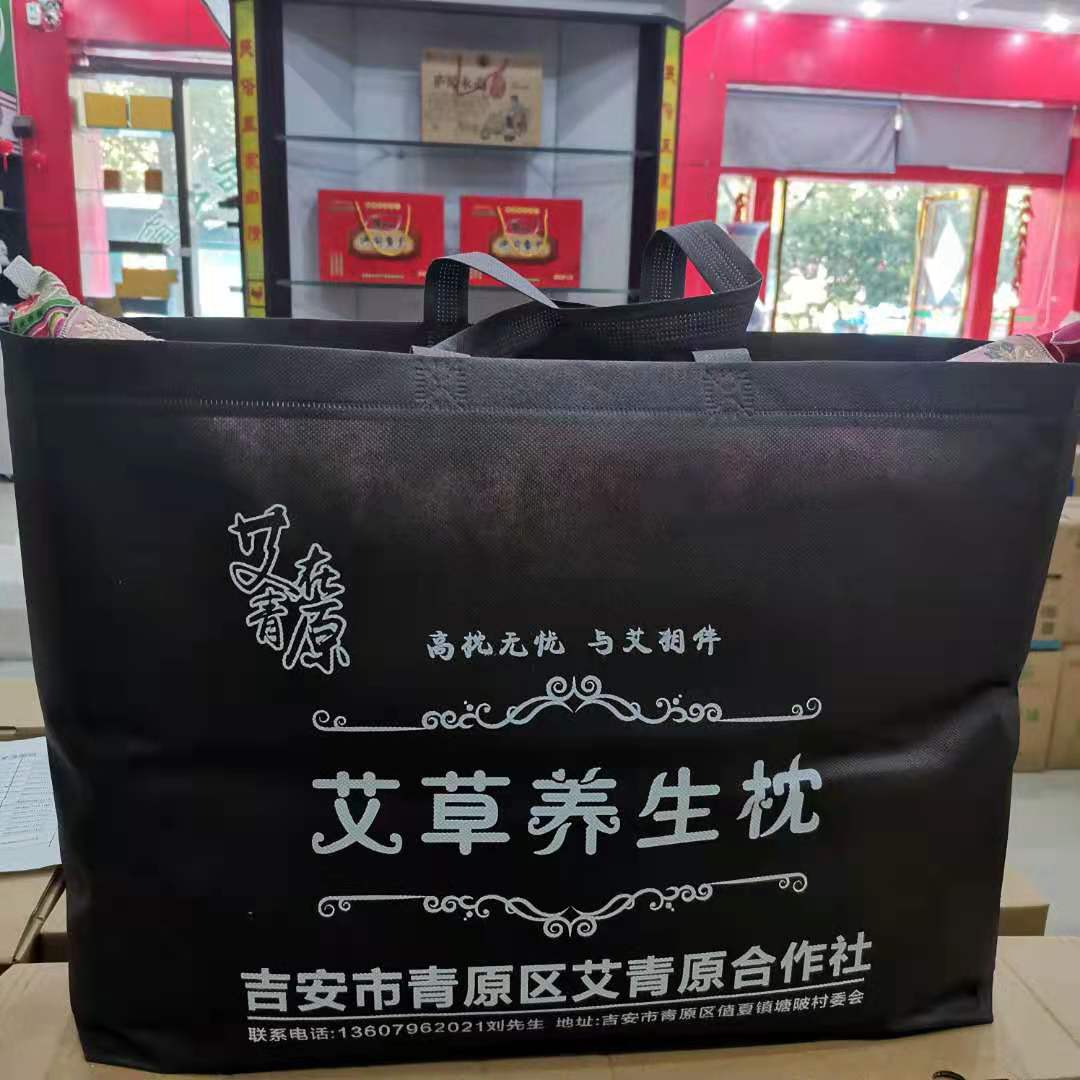 艾在青原
高枕无忧 与艾相伴
艾草养生枕
吉安市青原区艾青原合作社
联系电话:13607962021刘先生 地址:吉安市青原区值夏镇塘陂村委会